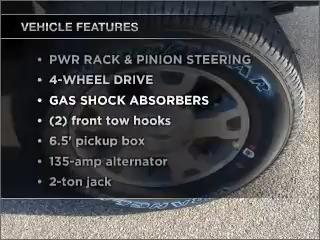 VEHICLE FEATURES
• PWR RACK & PINION STEERING
• 4-WHEEL DRIVE
• GAS SHOCK ABSORBERS
• (2) front tow hooks
• 6.5' pickup box
• 135-amp alternator
• 2-ton jack